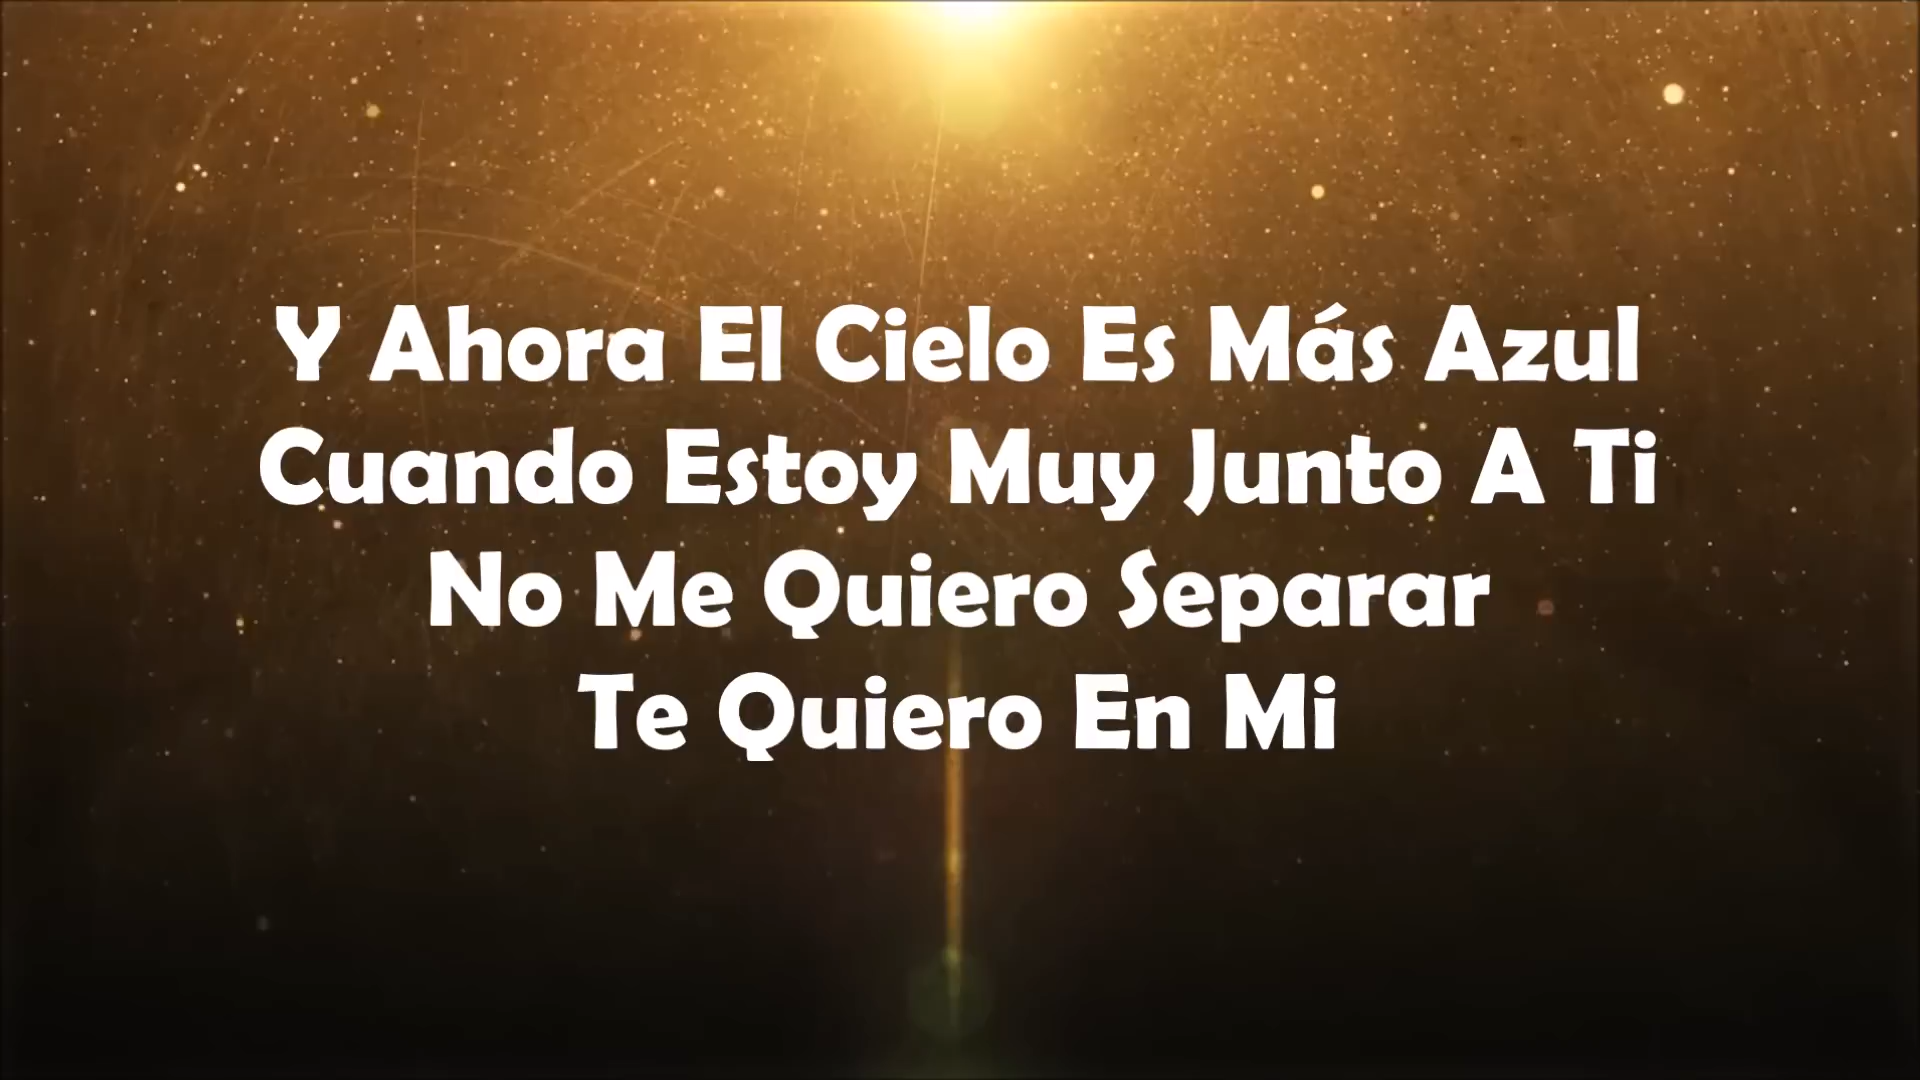 Y Ahora El Cielo Es Más Azul
Cuando Estoy Muy Junto A Ti
No Me Quiero Separar
Te Quiero En Mi